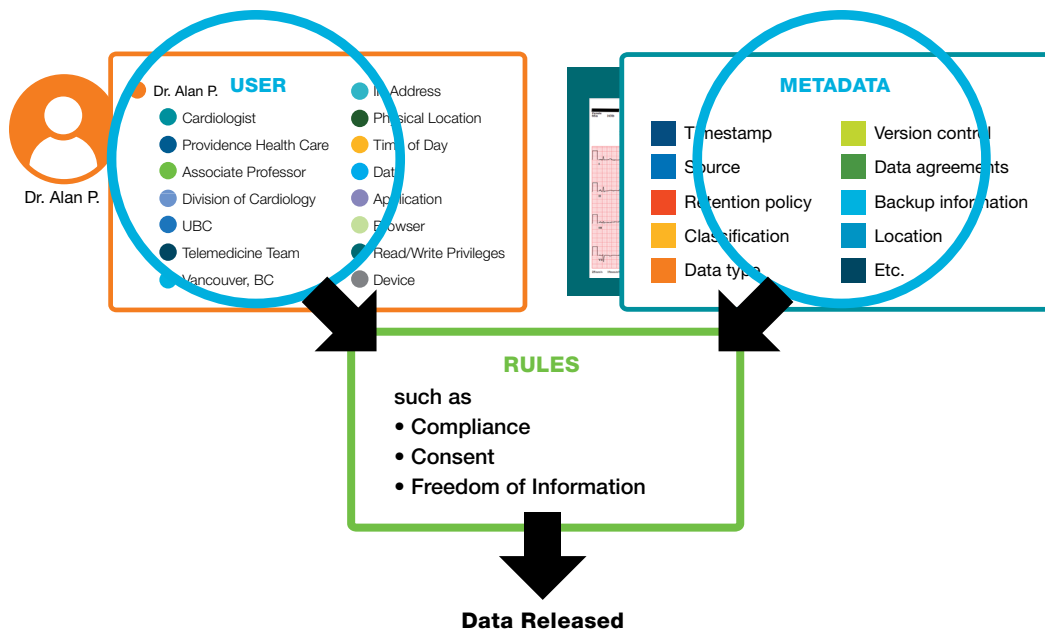 USER
Dr. Alan P.
Cardiologist
Providence Health Care
Associate Professor
Division of Cardiology
UBC
Telemedicine Team
Vancouver, BC
IP Address
Physical Location
Time of Day
Date
Application
Browser
Read/Write Privileges
Device
Dr. Alan P.
METADATA
Timestamp
Source
Retention policy
Classification
Data type
Version control
Data agreements
Backup information
Location
Etc.
RULES
such as
• Compliance
• Consent
• Freedom of Information
Data Released